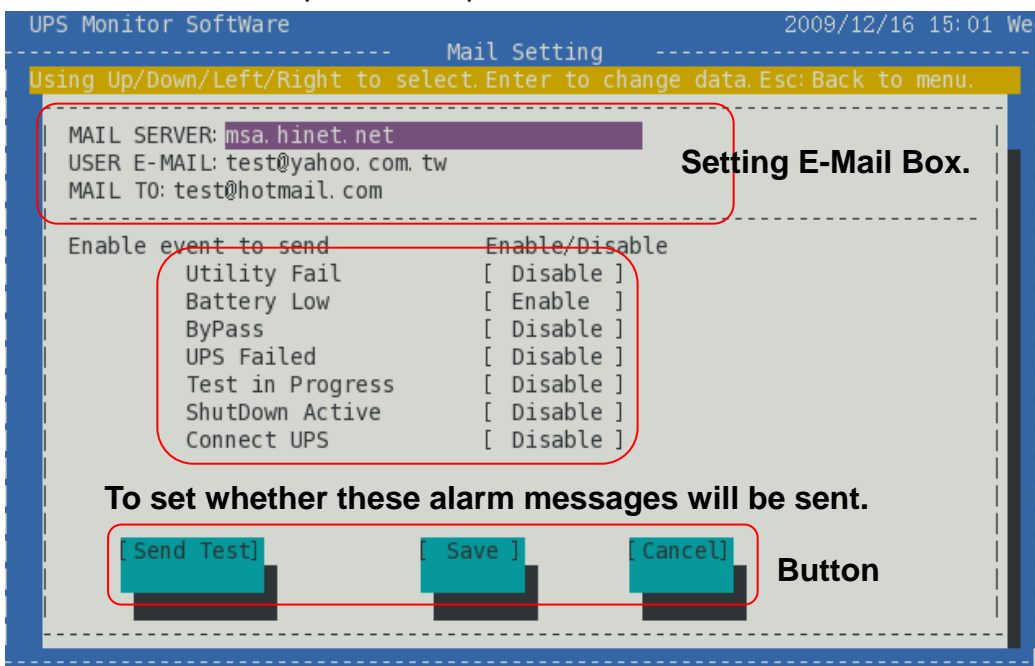 UPS Monitor SoftWare 2009/12/16 15:01 We
Mail Setting
Using Up/Down/Left/Right to select.Enter to change data.Esc:Back to menu.
MAIL SERVER: msa.hinet.net
USER E-MAIL: test@yahoo.com.tw
MAIL TO: test@hotmail.com
Setting E-Mail Box.
Enable event to send Enable/Disable
Utility Fail [ Disable ]
Battery Low [ Enable ]
ByPass [ Disable ]
UPS Failed [ Disable ]
Test in Progress [ Disable ]
ShutDown Active [ Disable ]
Connect UPS [ Disable ]
To set whether these alarm messages will be sent.
[Send Test] [ Save ] [Cancel]
Button